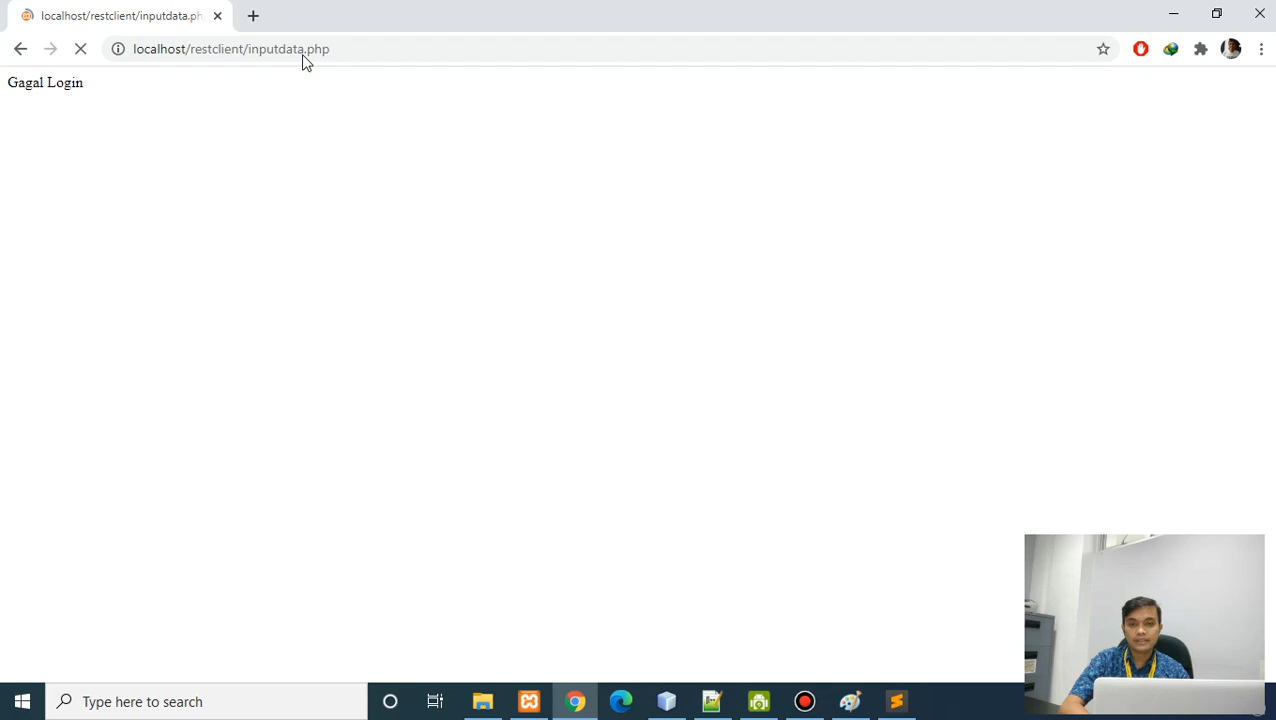 localhost/restclient/inputdata.ph
localhost/restclient/inputdata.php
Gagal Login
Type here to search